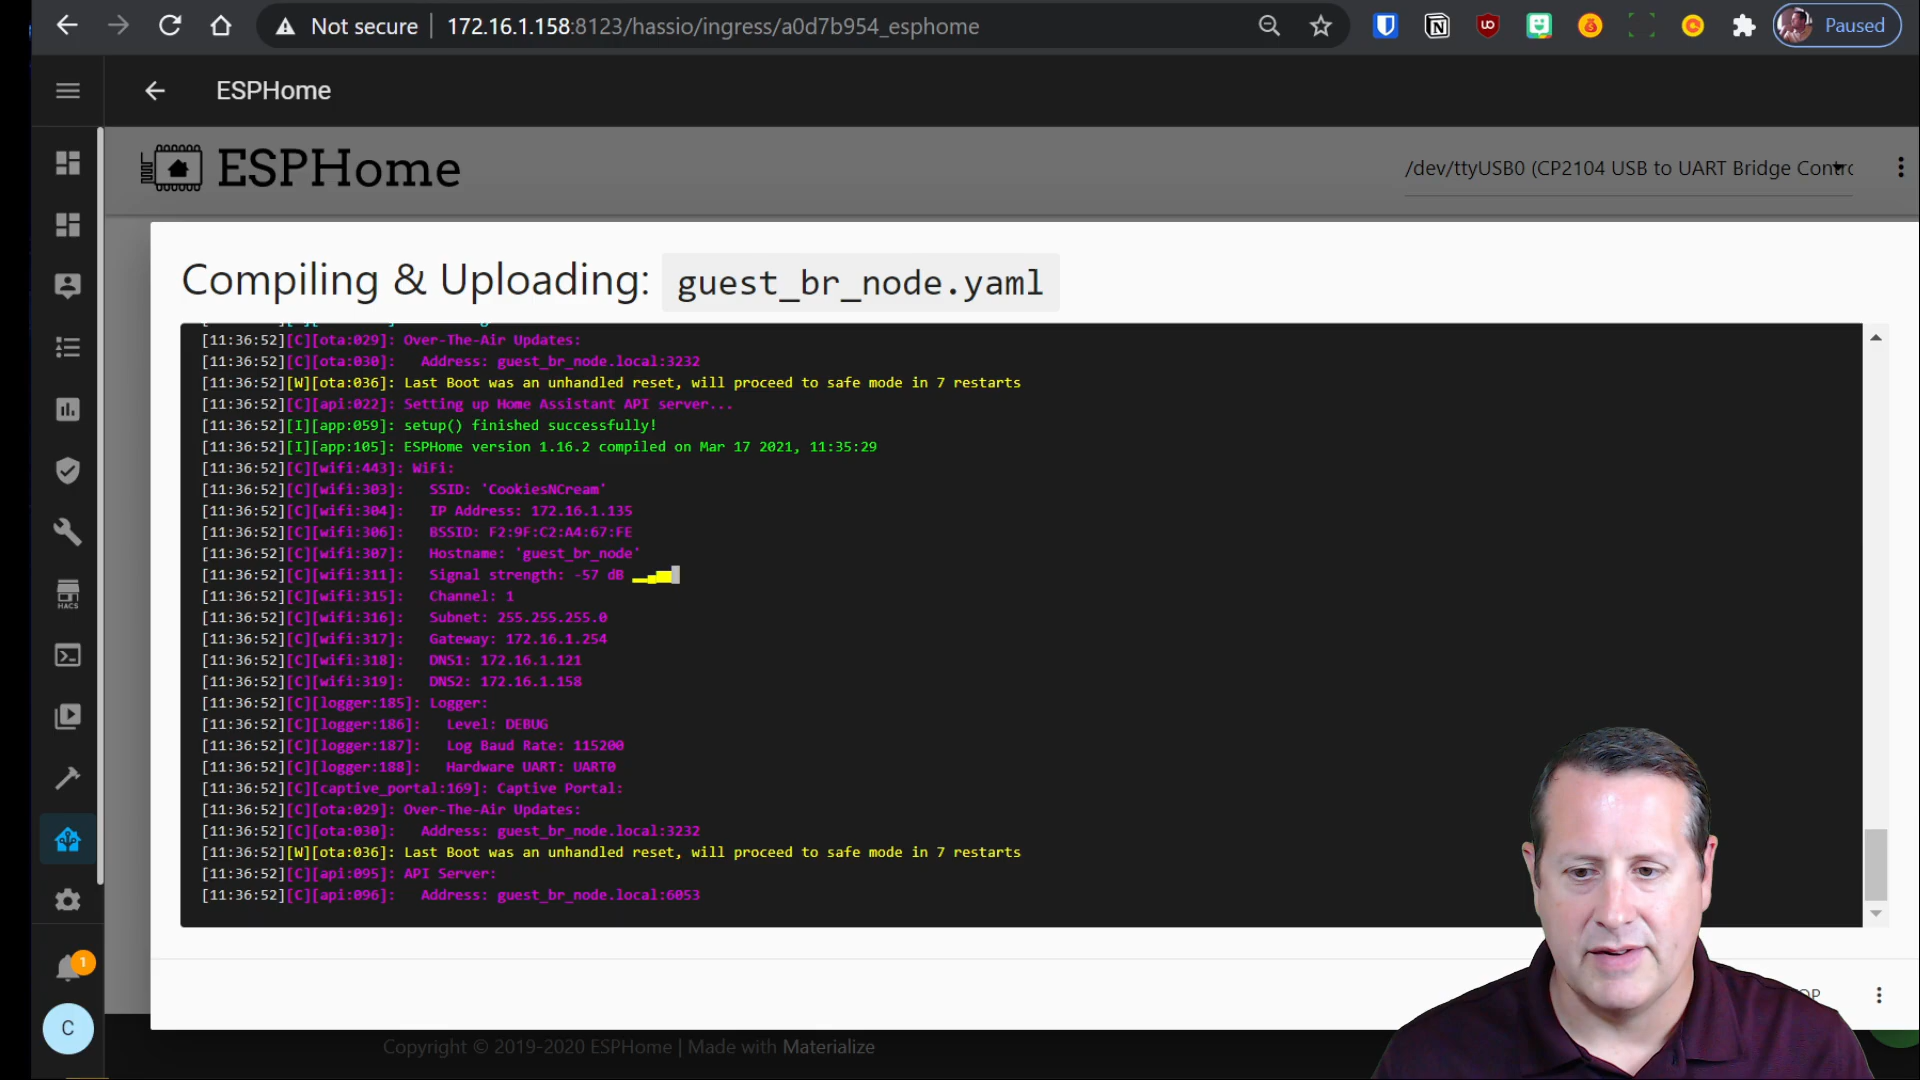 Not secure
172.16.1.158:8123/hassio/ingress/a0d7b954_esphome
Paused
ESPHome
ESPHome
/dev/ttyUSB0 (CP2104 USB to UART Bridge Contro
HACS
Compiling & Uploading: guest_br_node.yaml
[11:36:52][C][ota:029]: Over-The-Air Updates:
[11:36:52][C][ota:030]:   Address: guest_br_node.local:3232
[11:36:52][W][ota:036]: Last Boot was an unhandled reset, will proceed to safe mode in 7 restarts
[11:36:52][C][api:022]: Setting up Home Assistant API server...
[11:36:52][I][app:059]: setup() finished successfully!
[11:36:52][I][app:105]: ESPHome version 1.16.2 compiled on Mar 17 2021, 11:35:29
[11:36:52][C][wifi:443]: WiFi:
[11:36:52][C][wifi:303]:   SSID: 'CookiesNCream'
[11:36:52][C][wifi:304]:   IP Address: 172.16.1.135
[11:36:52][C][wifi:306]:   BSSID: F2:9F:C2:A4:67:FE
[11:36:52][C][wifi:307]:   Hostname: 'guest_br_node'
[11:36:52][C][wifi:311]:   Signal strength: -57 dB
[11:36:52][C][wifi:315]:   Channel: 1
[11:36:52][C][wifi:316]:   Subnet: 255.255.255.0
[11:36:52][C][wifi:317]:   Gateway: 172.16.1.254
[11:36:52][C][wifi:318]:   DNS1: 172.16.1.121
[11:36:52][C][wifi:319]:   DNS2: 172.16.1.158
[11:36:52][C][logger:185]: Logger:
[11:36:52][C][logger:186]:   Level: DEBUG
[11:36:52][C][logger:187]:   Log Baud Rate: 115200
[11:36:52][C][logger:188]:   Hardware UART: UART0
[11:36:52][C][captive_portal:169]: Captive Portal:
[11:36:52][C][ota:029]: Over-The-Air Updates:
[11:36:52][C][ota:030]:   Address: guest_br_node.local:3232
[11:36:52][W][ota:036]: Last Boot was an unhandled reset, will proceed to safe mode in 7 restarts
[11:36:52][C][api:095]: API Server:
[11:36:52][C][api:096]:   Address: guest_br_node.local:6053
1
C
Copyright © 2019-2020 ESPHome | Made with Materialize